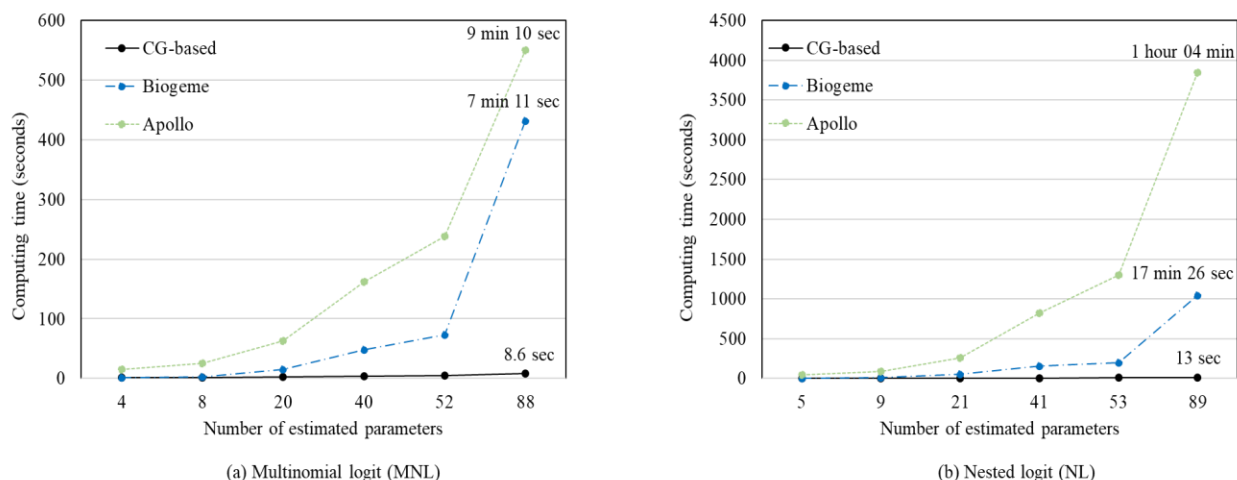 600
500
400
300
200
100
0
Computing time (seconds)
CG-based
Biogeme
Apollo
9 min 10 sec
7 min 11 sec
8.6 sec
4 8 20 40 52 88
Number of estimated parameters
(a) Multinomial logit (MNL)
4500
4000
3500
3000
2500
2000
1500
1000
500
0
Computing time (seconds)
CG-based
Biogeme
Apollo
1 hour 04 min
17 min 26 sec
13 sec
5 9 21 41 53 89
Number of estimated parameters
(b) Nested logit (NL)